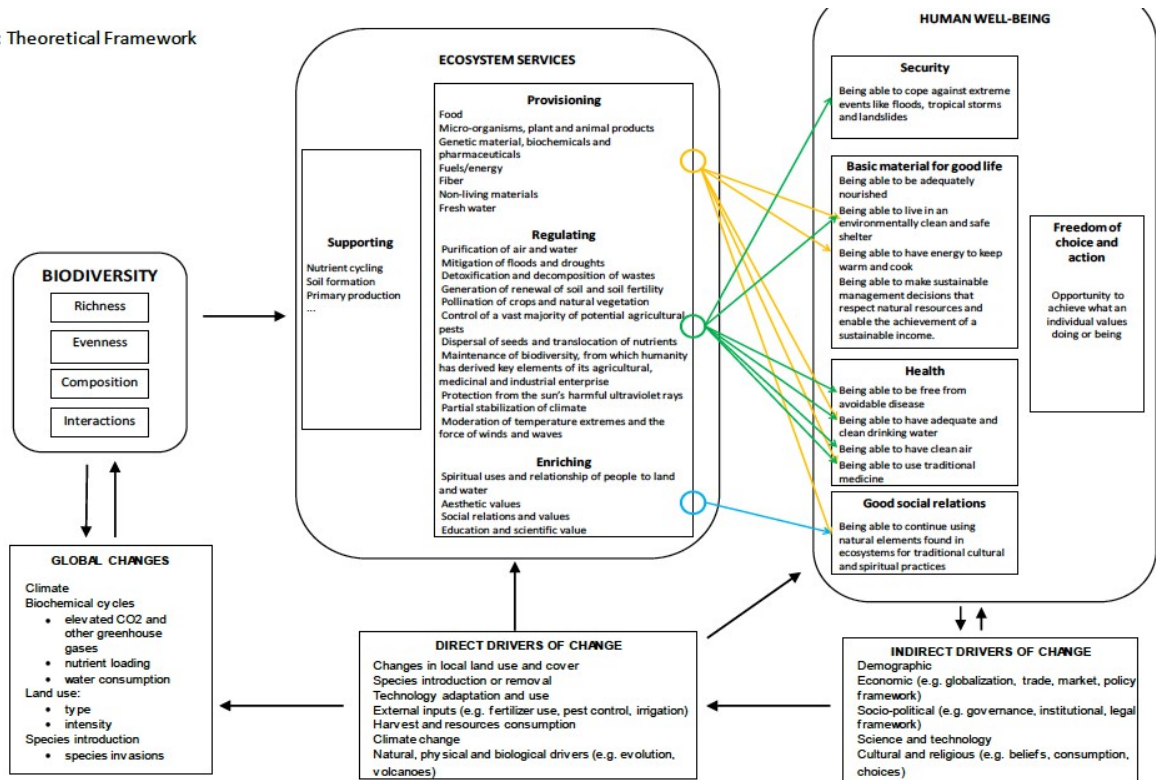 : Theoretical Framework
BIODIVERSITY
Richness
Evenness
Composition
Interactions
GLOBAL CHANGES
Climate
Biochemical cycles
• elevated CO2 and
other greenhouse
gases
• nutrient loading
• water consumption
Land use:
• type
• intensity
Species introduction
• species invasions
ECOSYSTEM SERVICES
Supporting
Nutrient cycling
Soil formation
Primary production
...
Provisioning
Food
Micro-organisms, plant and animal products
Genetic material, biochemicals and
pharmaceuticals
Fuels/energy
Fiber
Non-living materials
Fresh water
Regulating
Purification of air and water
Mitigation of floods and droughts
Detoxification and decomposition of wastes
Generation of renewal of soil and soil fertility
Pollination of crops and natural vegetation
Control of a vast majority of potential agricultural
pests
Dispersal of seeds and translocation of nutrients
Maintenance of biodiversity, from which humanity
has derived key elements of its agricultural,
medicinal and industrial enterprise
Protection from the sun's harmful ultraviolet rays
Partial stabilization of climate
Moderation of temperature extremes and the
force of winds and waves
Enriching
Spiritual uses and relationship of people to land
and water
Aesthetic values
Social relations and values
Education and scientific value
HUMAN WELL-BEING
Security
Being able to cope against extreme
events like floods, tropical storms
and landslides
Basic material for good life
Being able to be adequately
nourished
Being able to live in an
environmentally clean and safe
shelter
Being able to have energy to keep
warm and cook
Being able to make sustainable
management decisions that
respect natural resources and
enable the achievement of a
sustainable income.
Health
Being able to be free from
avoidable disease
Being able to have adequate and
clean drinking water
Being able to have clean air
Being able to use traditional
medicine
Good social relations
Being able to continue using
natural elements found in
ecosystems for traditional cultural
and spiritual practices
Freedom of
choice and
action
Opportunity to
achieve what an
individual values
doing or being
DIRECT DRIVERS OF CHANGE
Changes in local land use and cover
Species introduction or removal
Technology adaptation and use
External inputs (e.g. fertilizer use, pest control, irrigation)
Harvest and resources consumption
Climate change
Natural, physical and biological drivers (e.g. evolution,
volcanoes)
INDIRECT DRIVERS OF CHANGE
Demographic
Economic (e.g. globalization, trade, market, policy
framework)
Socio-political (e.g. governance, institutional, legal
framework)
Science and technology
Cultural and religious (e.g. beliefs, consumption,
choices)